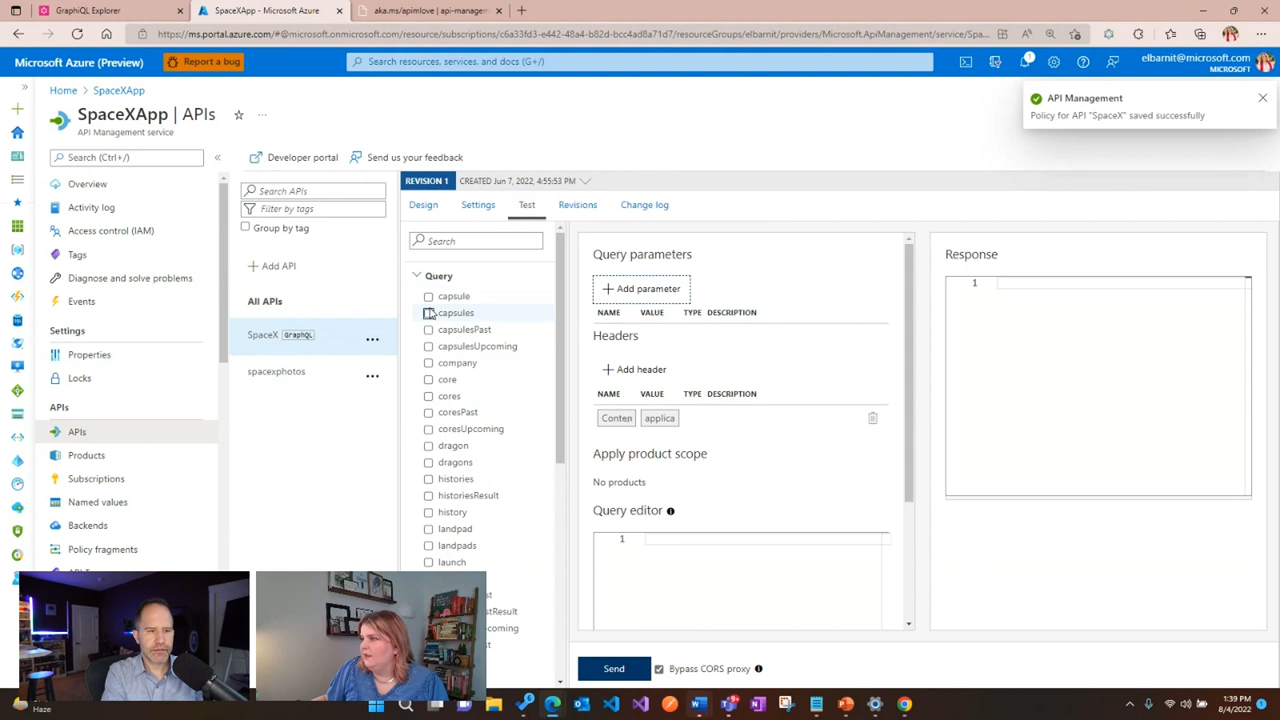 GraphiQL Explorer
SpaceXApp - Microsoft Azure
aka.ms/apimlove | api-managem
https://ms.portal.azure.com/#@elbarnitmsonmicrosoft.com/resource/subscriptions/c6a33fd3-e442-48a4-b82d-bcc4ad8a71d7/resourceGroups/elbarnit/providers/Microsoft.ApiManagement/service/Spa...
Microsoft Azure (Preview)
Report a bug
Search resources, services, and docs (G+/)
1
elbarnit@microsoft.com
MICROSOFT
Home
SpaceXApp
API Management
Policy for API "SpaceX" saved successfully
SpaceXApp | APIs
API Management service
Search (Ctrl+/)
Developer portal
Send us your feedback
Overview
Activity log
Access control (IAM)
Tags
Diagnose and solve problems
Events
Settings
Properties
Locks
APIs
APIs
Products
Subscriptions
Named values
Backends
Policy fragments
Search APIs
Filter by tags
Group by tag
Add API
All APIs
SpaceX GraphQL
spacexphotos
REVISION 1
CREATED Jun 7, 2022, 4:55:53 PM
Design
Settings
Test
Revisions
Change log
Search
Query
capsule
capsules
capsulesPast
capsulesUpcoming
company
core
cores
coresPast
coresUpcoming
dragon
dragons
histories
historiesResult
history
landpad
landpads
launch
Query parameters
Add parameter
NAME VALUE TYPE DESCRIPTION
Headers
Add header
NAME VALUE TYPE DESCRIPTION
Conten applica
Apply product scope
No products
Query editor
1
Send
Bypass CORS proxy
Response
1
Haze
1:39 PM
8/4/2022